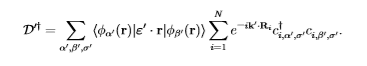 𝒟′† = ∑_{α′,β′,σ′} ⟨ϕ_{α′}(𝐫)|ε′ · 𝐫|ϕ_{β′}(𝐫)⟩ ∑_{i=1}^{N} e^{−i𝐤′·𝐑_i} c†_{i,α′,σ′} c_{i,β′,σ′}.